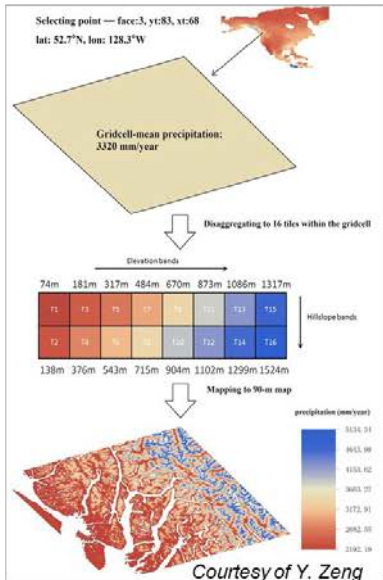 Selecting point — face:3, yt:83, xt:68
lat: 52.7°N, lon: 128.3°W
Gridcell-mean precipitation:
3320 mm/year
Disaggregating to 16 tiles within the gridcell
Elevation bands
74m 181m 317m 484m 670m 873m 1086m 1317m
T1 T3 T5 T7 T9 T11 T13 T15
Hillslope bands
T2 T4 T6 T8 T10 T12 T14 T16
138m 376m 543m 715m 904m 1102m 1299m 1524m
Mapping to 90-m map
precipitation (mm/year)
Courtesy of Y. Zeng